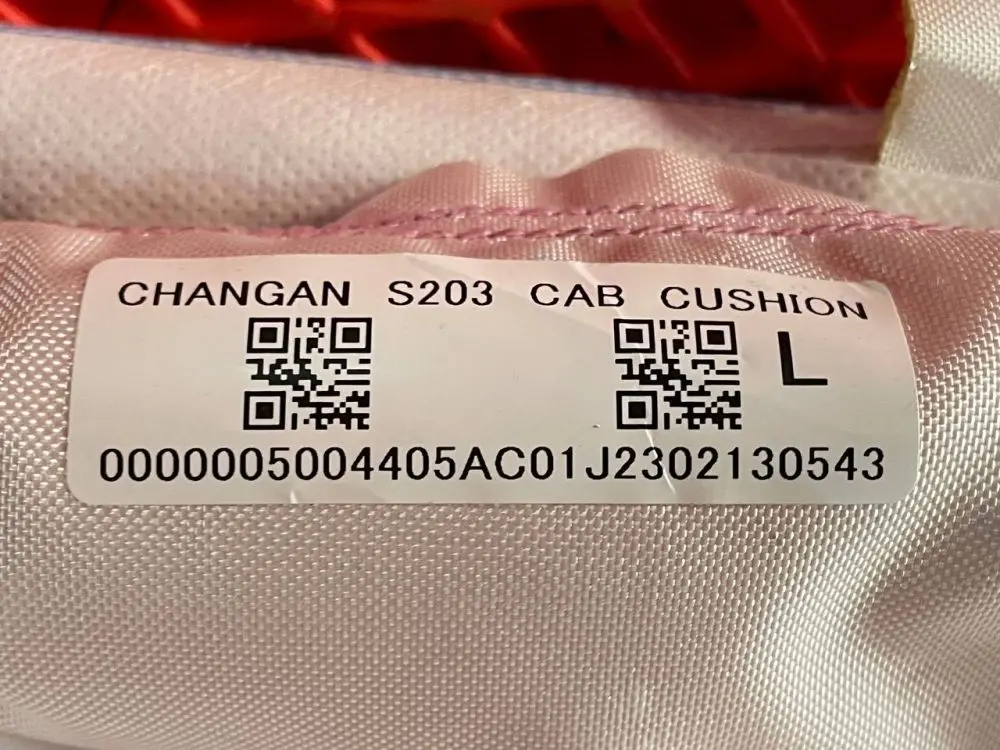 CHANGAN S203 CAB CUSHION
L
0000005004405AC01J2302130543